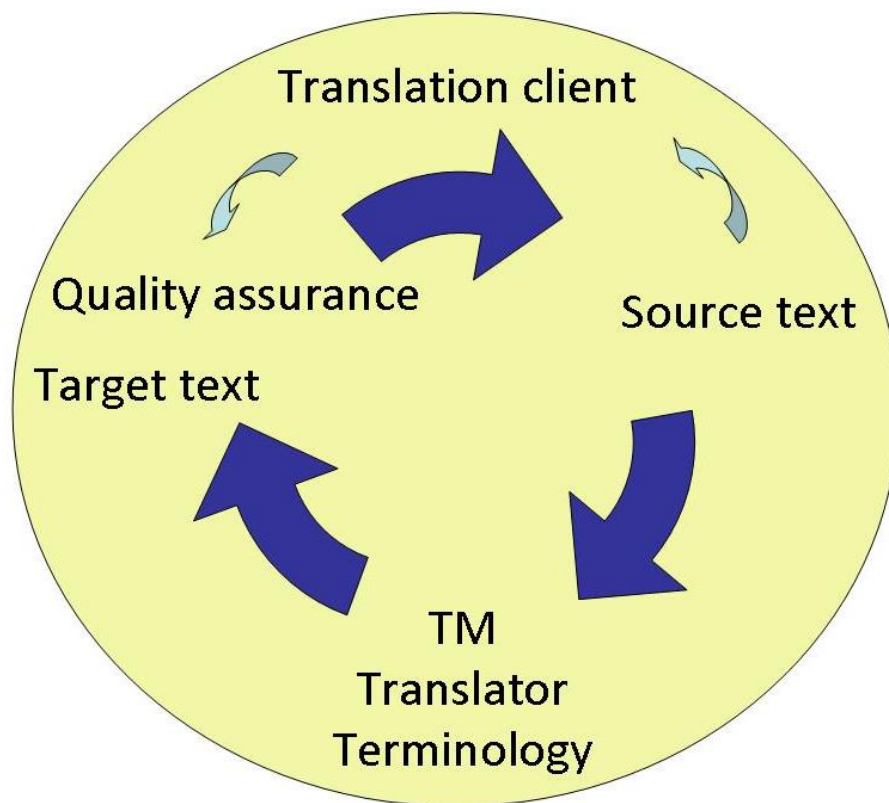 Translation client
Quality assurance
Source text
Target text
TM
Translator
Terminology